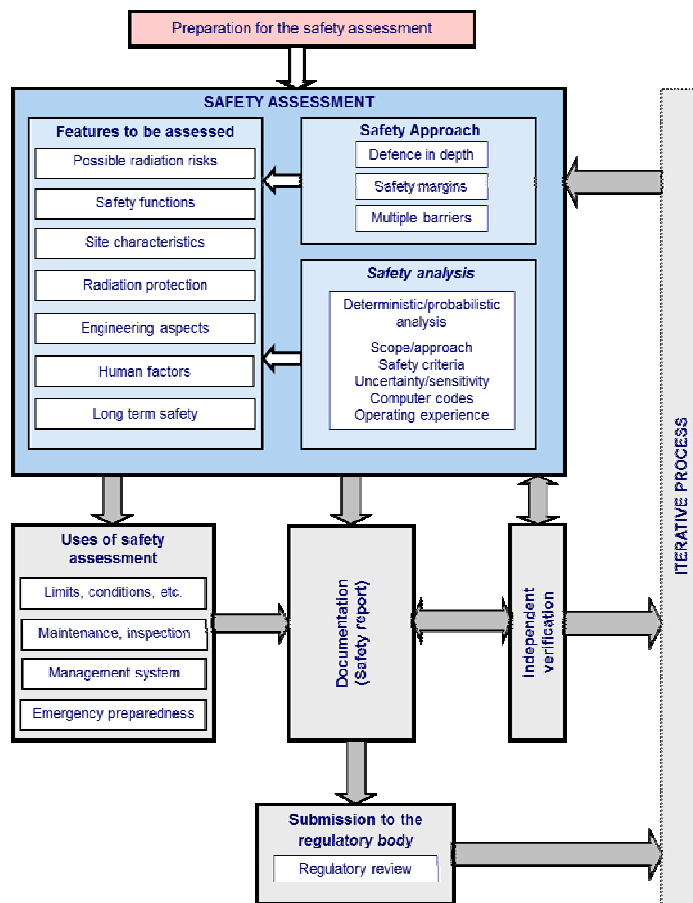 Preparation for the safety assessment
SAFETY ASSESSMENT
Features to be assessed
Possible radiation risks
Safety functions
Site characteristics
Radiation protection
Engineering aspects
Human factors
Long term safety
Safety Approach
Defence in depth
Safety margins
Multiple barriers
Safety analysis
Deterministic/probabilistic
analysis
Scope/approach
Safety criteria
Uncertainty/sensitivity
Computer codes
Operating experience
Uses of safety
assessment
Limits, conditions, etc.
Maintenance, inspection
Management system
Emergency preparedness
Documentation
(Safety report)
Independent
verification
Submission to the
regulatory body
Regulatory review
ITERATIVE PROCESS